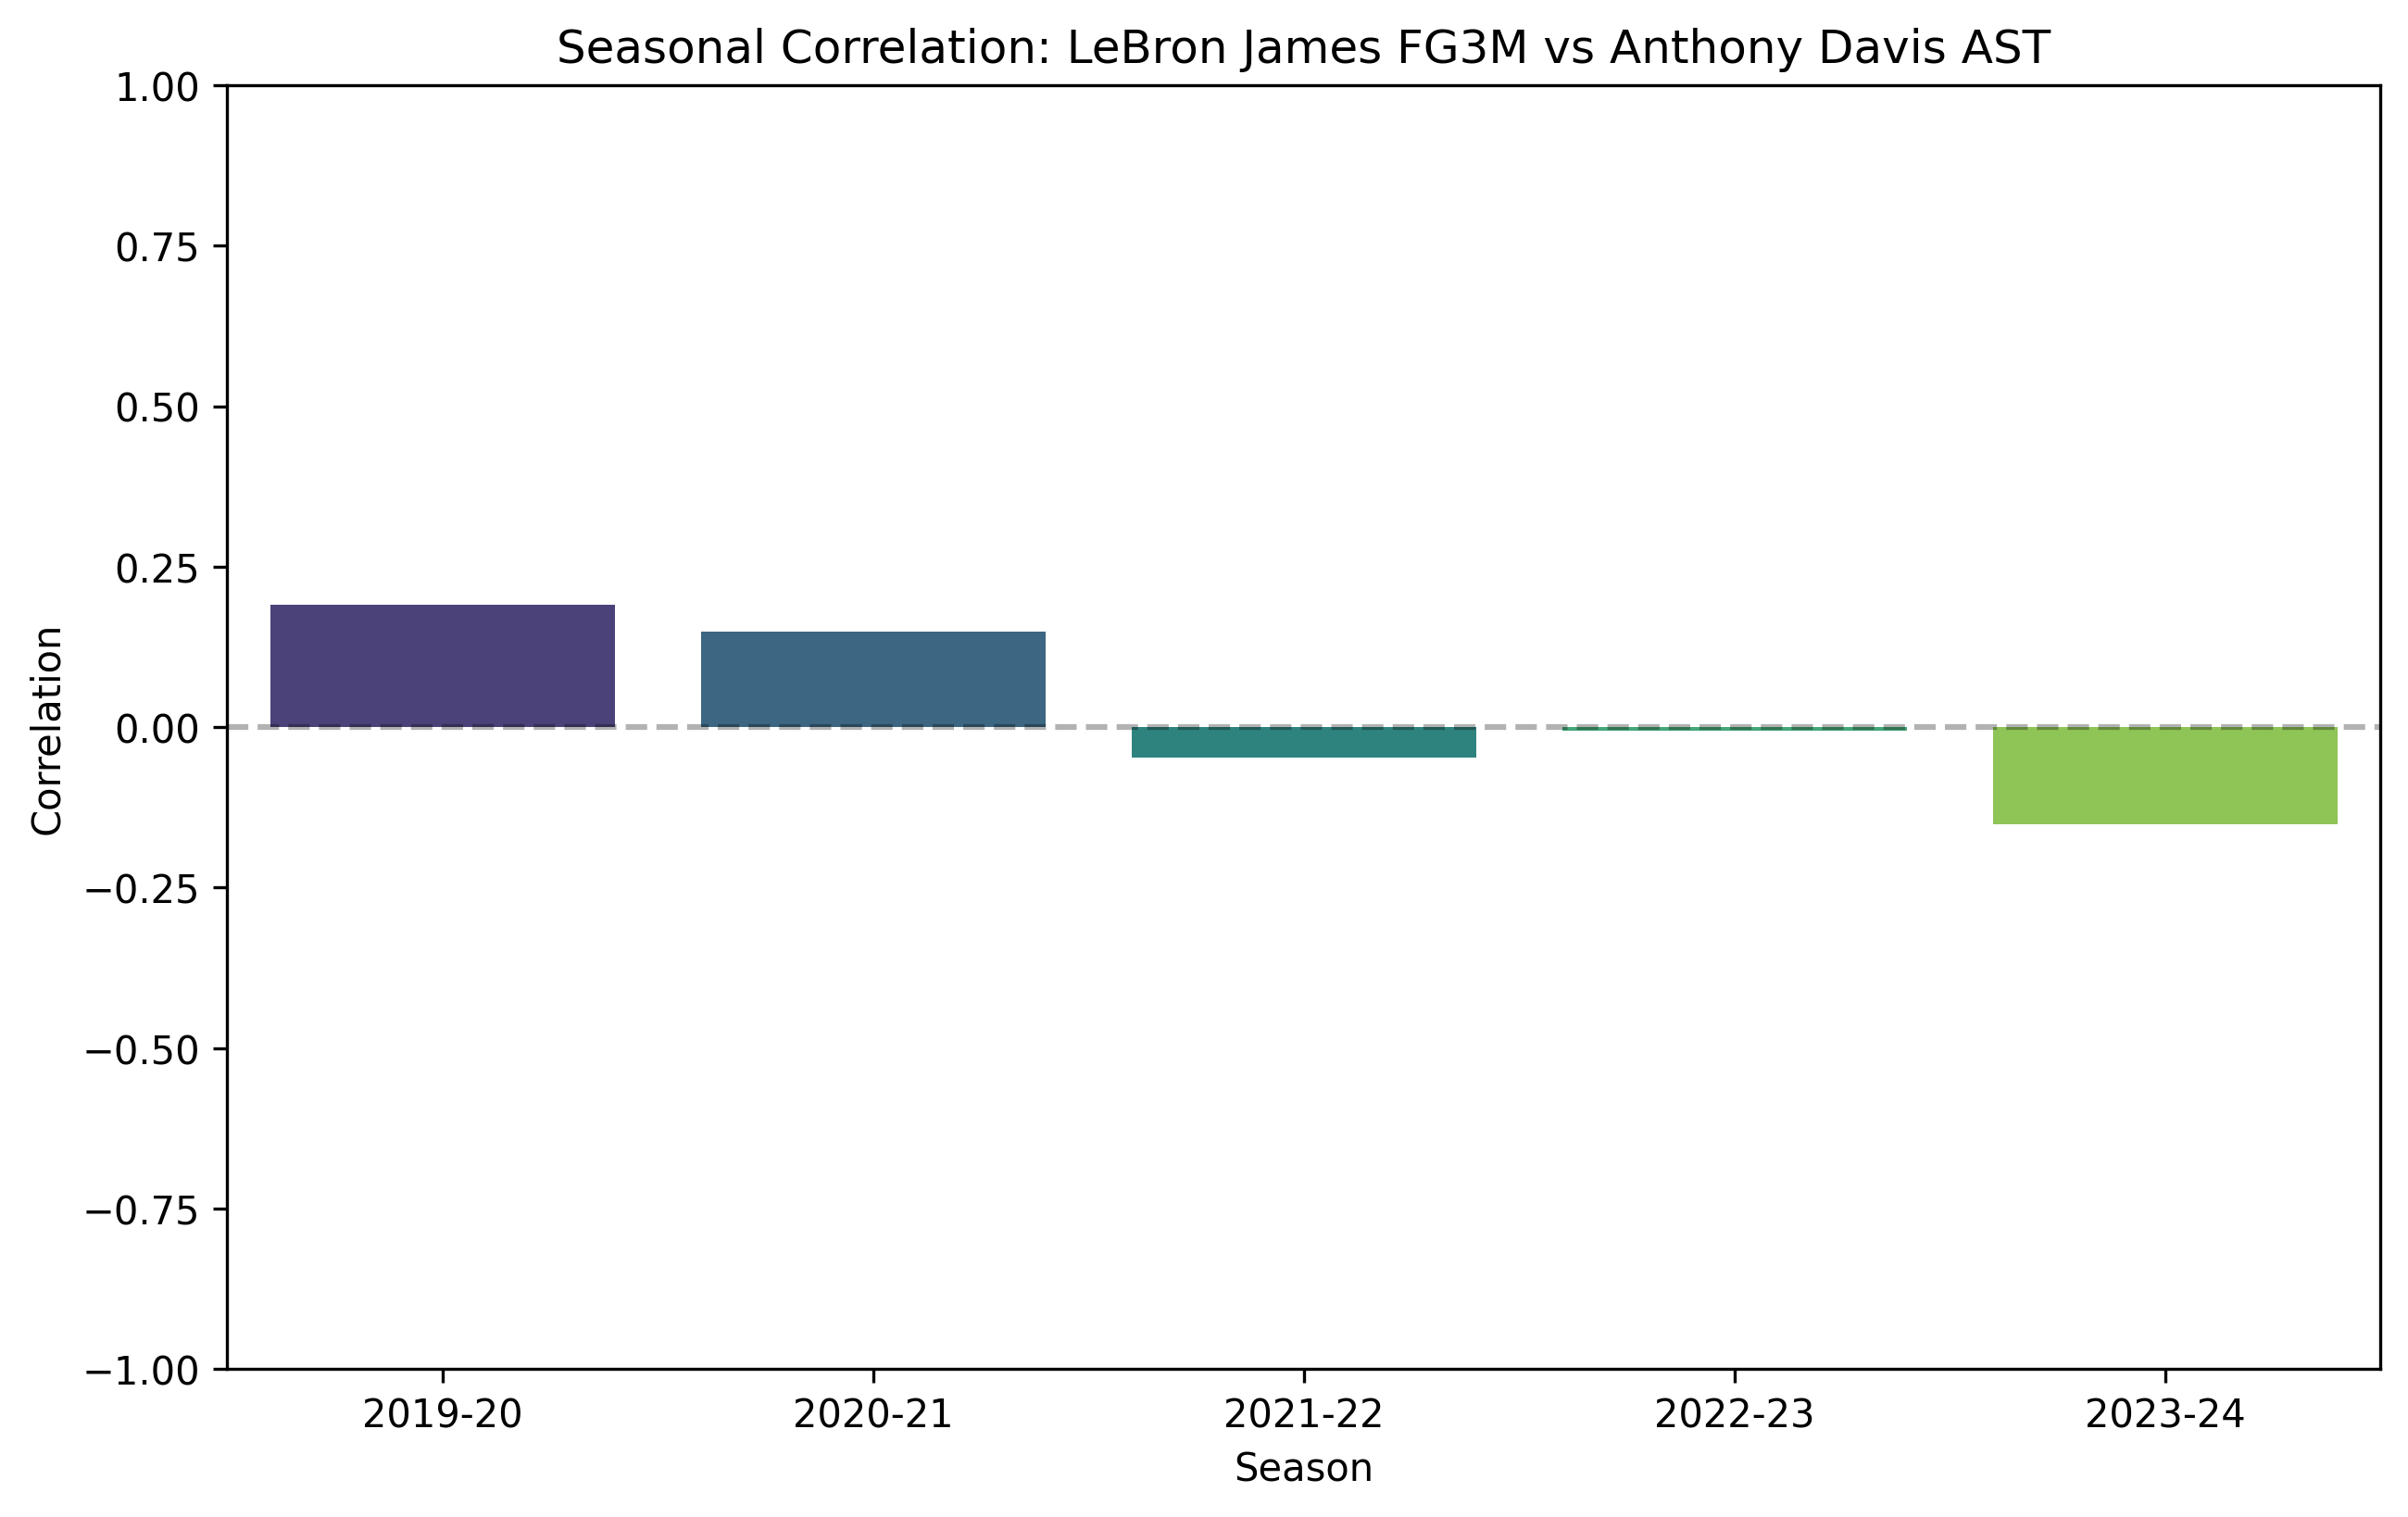 Seasonal Correlation: LeBron James FG3M vs Anthony Davis AST
1.00
0.75
0.50
0.25
0.00
−0.25
−0.50
−0.75
−1.00
Correlation
2019-20 2020-21 2021-22 2022-23 2023-24
Season